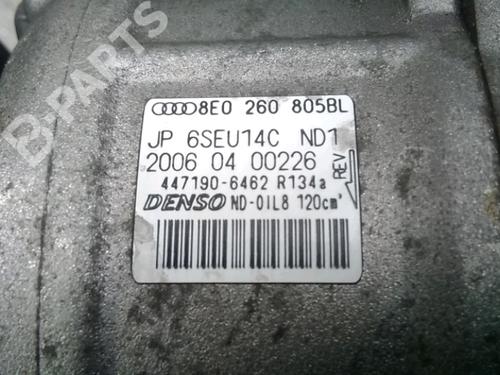 B-PARTS
8E0 260 805BL
JP 6SEU14C ND1
2006 04 00226
REV
447190-6462 R134a
DENSO ND-OIL8 120cm³